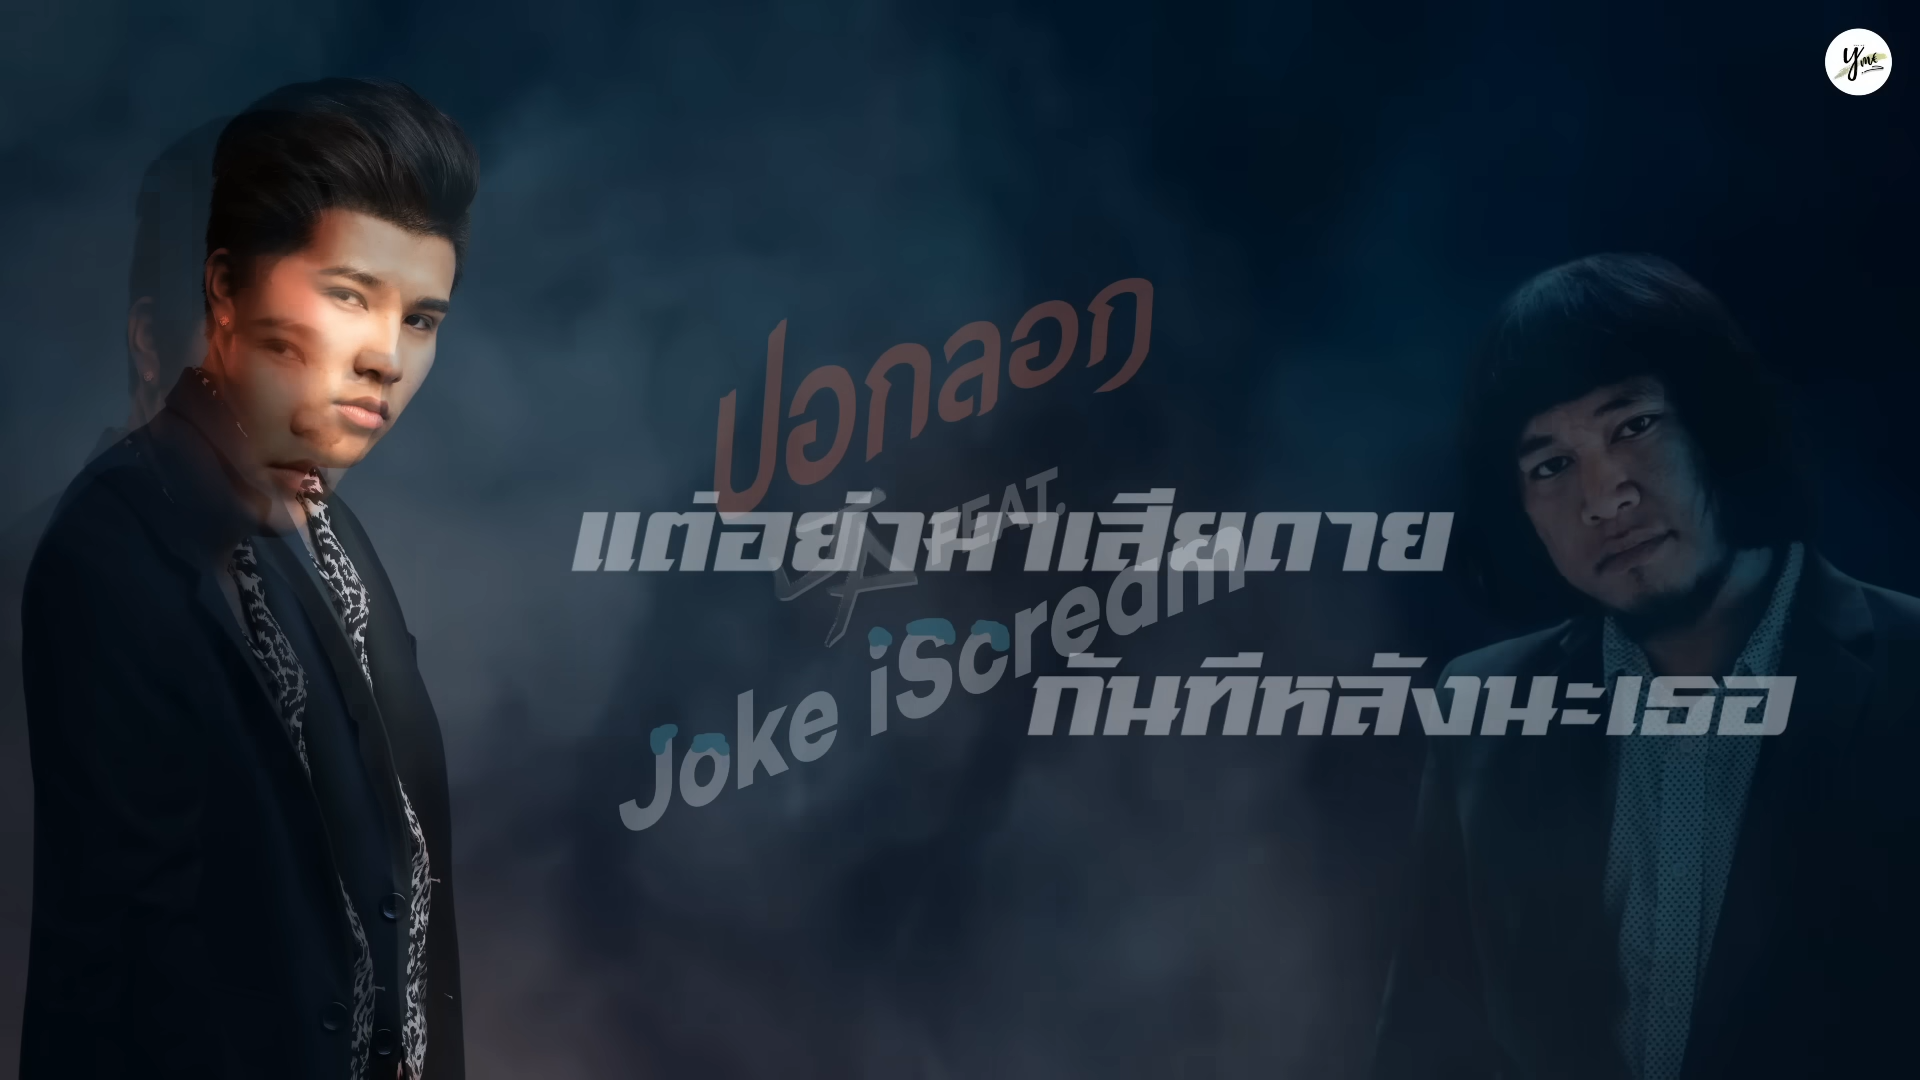 Yme
ปอกลอก
FEAT.
แต่อย่ามาเสียดาย
Joke iScream
กันทีหลังนะเธอ